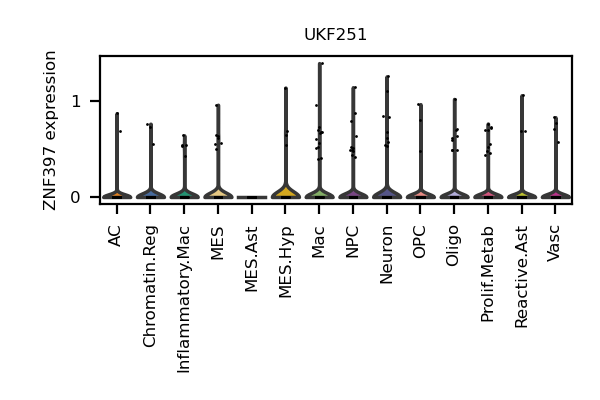 UKF251
ZNF397 expression
1
0
AC
Chromatin.Reg
Inflammatory.Mac
MES
MES.Ast
MES.Hyp
Mac
NPC
Neuron
OPC
Oligo
Prolif.Metab
Reactive.Ast
Vasc